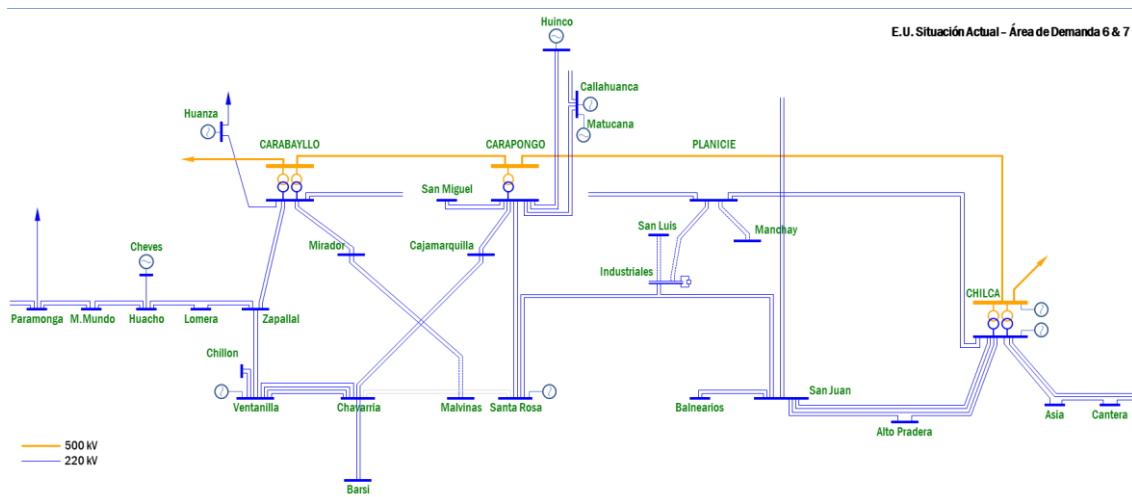 Huinco
E.U. Situación Actual – Área de Demanda 6 & 7
Callahuanca
Huanza
Matucana
CARABAYLLO
CARAPONGO
PLANICIE
San Miguel
San Luis
Manchay
Mirador
Cajamarquilla
Cheves
Industriales
CHILCA
Paramonga
M.Mundo
Huacho
Lomera
Zapallal
Chillon
San Juan
Ventanilla
Chavarría
Malvinas
Santa Rosa
Balnearios
Asia
Cantera
Alto Pradera
500 kV
220 kV
Barsi